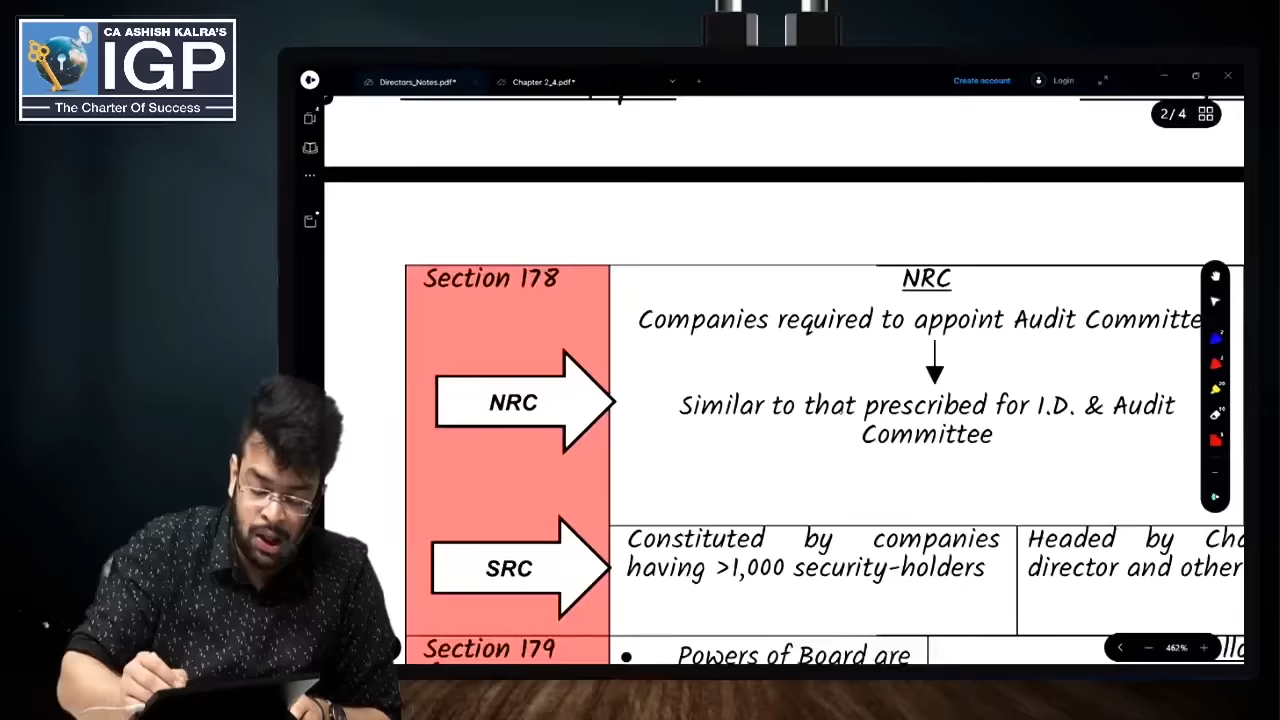 CA ASHISH KALRA'S
IGP
The Charter Of Success
Directors_Notes.pdf*
Chapter 2_4.pdf*
Create account
Login
2/4
Section 178
NRC
Companies required to appoint Audit Committe
NRC
Similar to that prescribed for I.D. & Audit
Committee
SRC
Constituted by companies
having >1,000 security-holders
Headed by Cha
director and other
Section 179
• Powers of Board are
462%